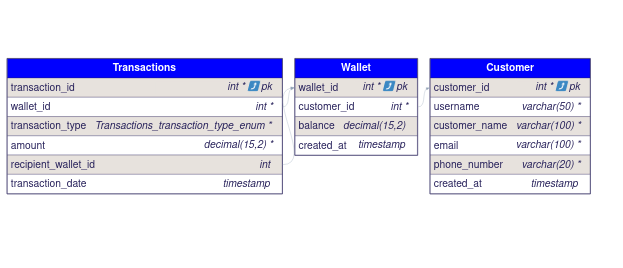 Transactions
transaction_id int * pk
wallet_id int *
transaction_type Transactions_transaction_type_enum *
amount decimal(15,2) *
recipient_wallet_id int
transaction_date timestamp
Wallet
wallet_id int * pk
customer_id int *
balance decimal(15,2)
created_at timestamp
Customer
customer_id int * pk
username varchar(50) *
customer_name varchar(100) *
email varchar(100) *
phone_number varchar(20) *
created_at timestamp